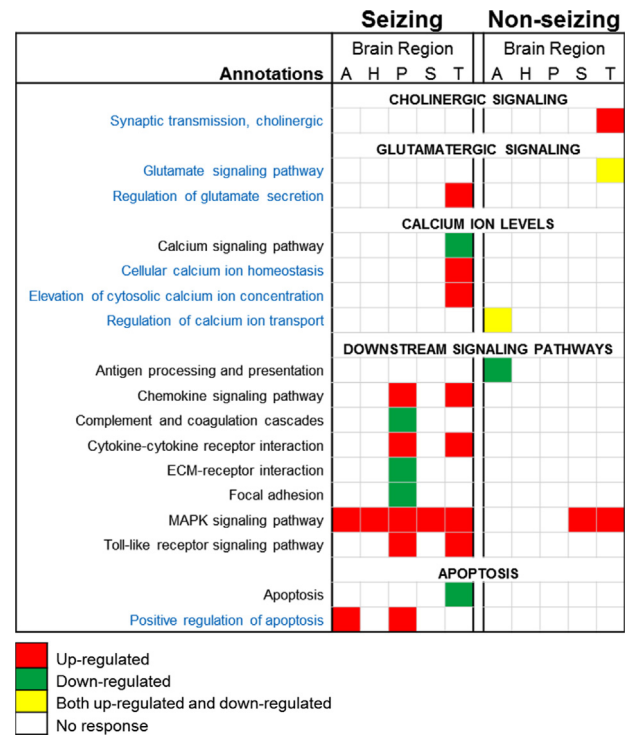 Seizing Non-seizing
Brain Region Brain Region
Annotations A H P S T A H P S T
CHOLINERGIC SIGNALING
Synaptic transmission, cholinergic
GLUTAMATERGIC SIGNALING
Glutamate signaling pathway
Regulation of glutamate secretion
CALCIUM ION LEVELS
Calcium signaling pathway
Cellular calcium ion homeostasis
Elevation of cytosolic calcium ion concentration
Regulation of calcium ion transport
DOWNSTREAM SIGNALING PATHWAYS
Antigen processing and presentation
Chemokine signaling pathway
Complement and coagulation cascades
Cytokine-cytokine receptor interaction
ECM-receptor interaction
Focal adhesion
MAPK signaling pathway
Toll-like receptor signaling pathway
APOPTOSIS
Apoptosis
Positive regulation of apoptosis
Up-regulated
Down-regulated
Both up-regulated and down-regulated
No response